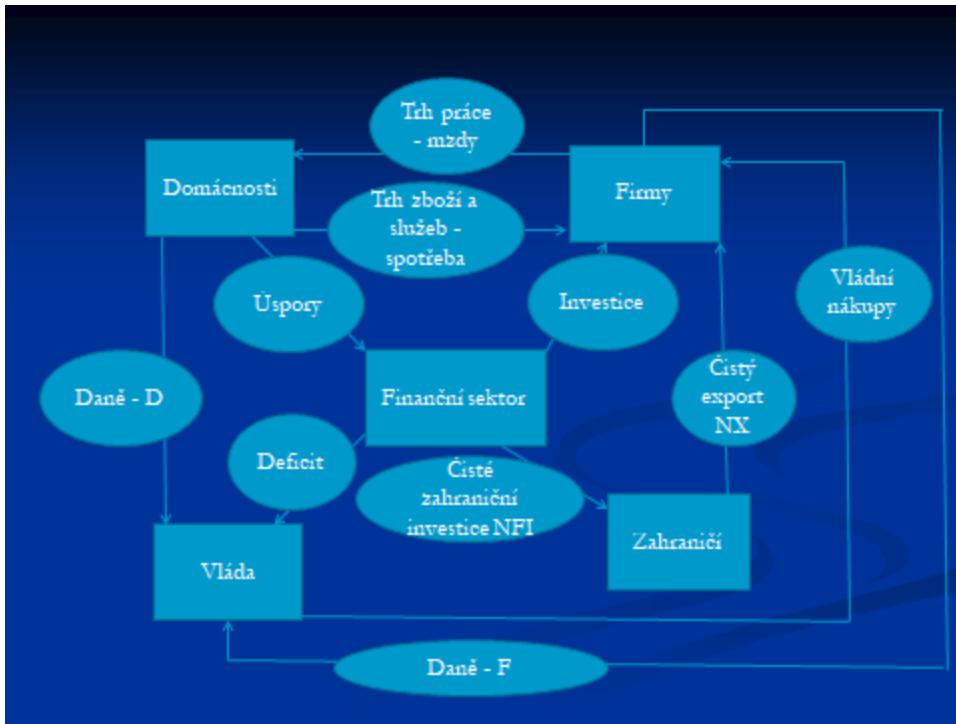 Trh práce
- mzdy
Domácnosti
Firmy
Trh zboží a
služeb -
spotřeba
Úspory
Investice
Vládní
nákupy
Daně - D
Finanční sektor
Čistý
export
NX
Deficit
Čisté
zahraniční
investice NFI
Zahraničí
Vláda
Daně - F